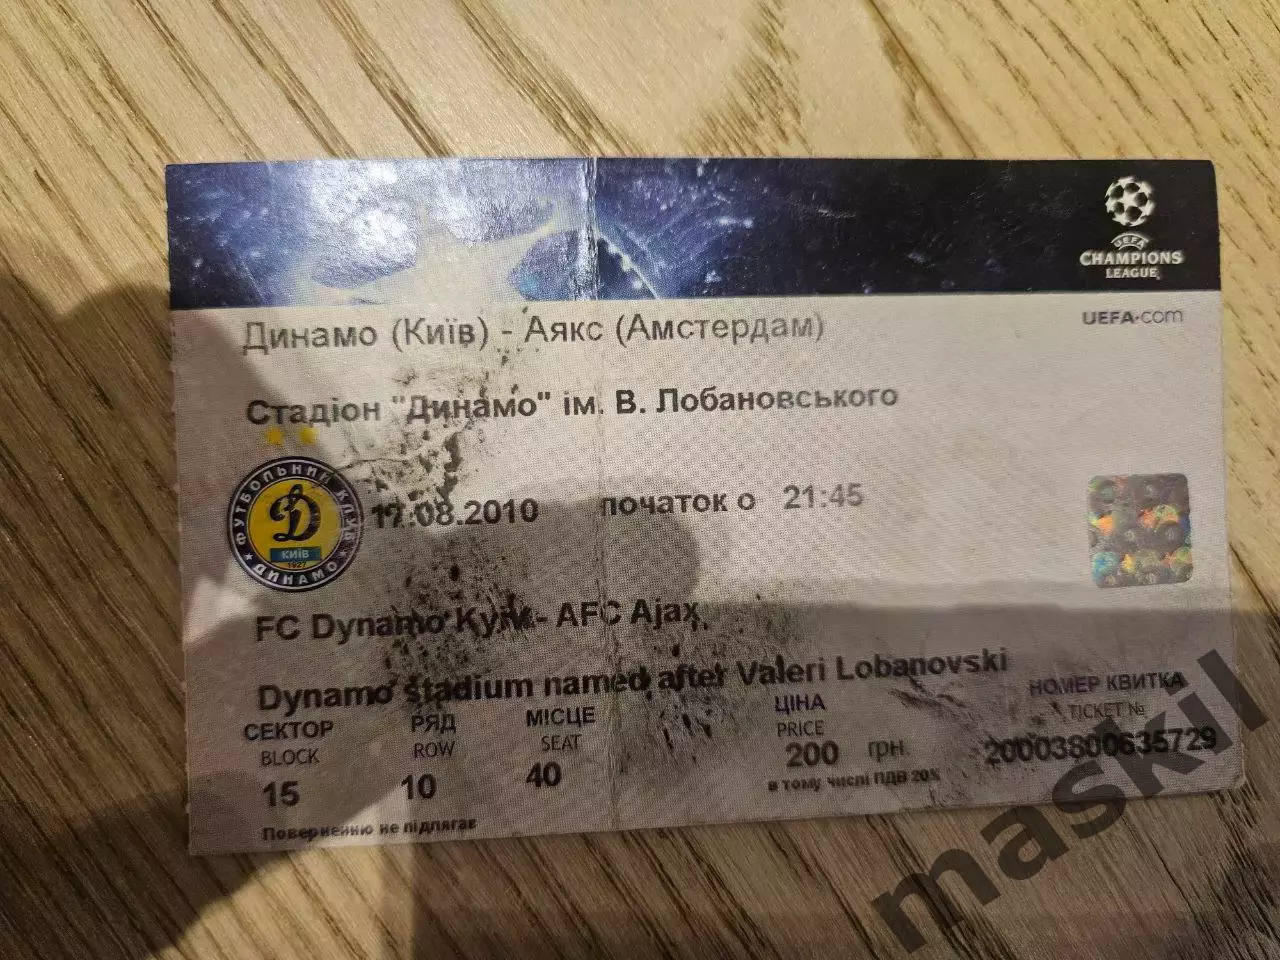 UEFA
CHAMPIONS
LEAGUE
Динамо (Київ) - Аякс (Амстердам)
UEFA.com
Стадіон "Динамо" ім. В. Лобановського
ФУТБОЛЬНИЙ КЛУБ
КИЇВ
1927
ДИНАМО
17.08.2010 початок о 21:45
FC Dynamo Kyiv - AFC Ajax
Dynamo stadium named after Valeri Lobanovski
СЕКТОР РЯД МІСЦЕ ЦІНА НОМЕР КВИТКА
BLOCK ROW SEAT PRICE TICKET №
15 10 40 200 грн 20003800635729
в тому числі ПДВ 20%
Поверненню не підлягає
maskil